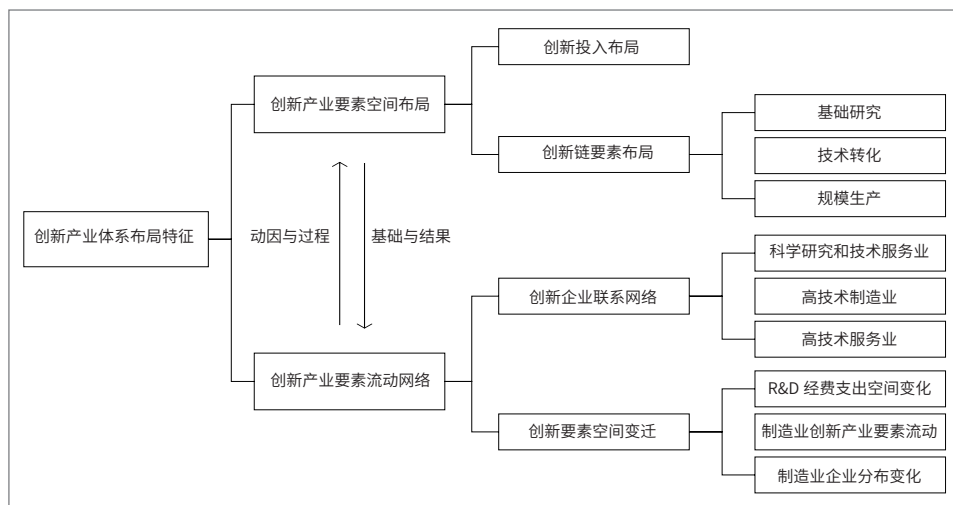 创新产业体系布局特征
创新产业要素空间布局
创新投入布局
创新链要素布局
基础研究
技术转化
规模生产
动因与过程
基础与结果
创新产业要素流动网络
创新企业联系网络
科学研究和技术服务业
高技术制造业
高技术服务业
创新要素空间变迁
R&D 经费支出空间变化
制造业创新产业要素流动
制造业企业分布变化